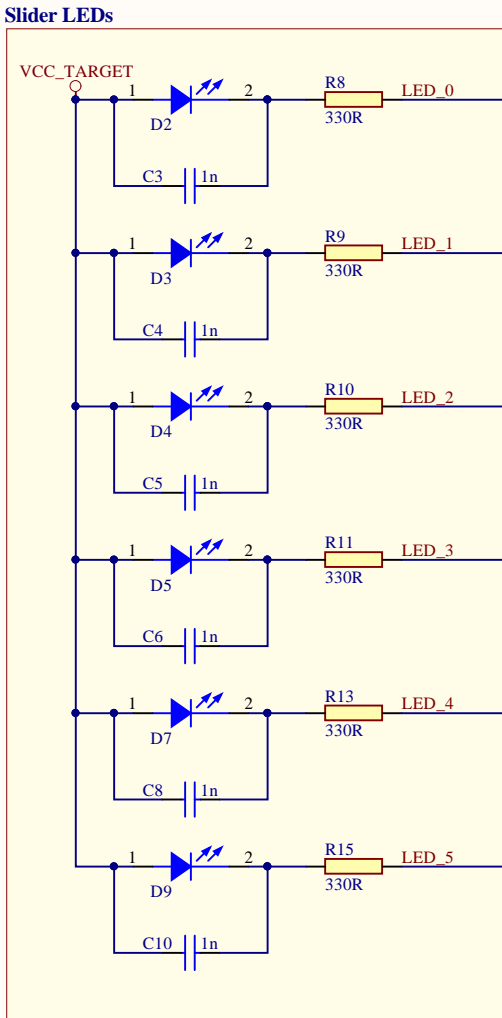 Slider LEDs
VCC_TARGET
1 2 R8 LED_0
D2 330R
C3 1n
1 2 R9 LED_1
D3 330R
C4 1n
1 2 R10 LED_2
D4 330R
C5 1n
1 2 R11 LED_3
D5 330R
C6 1n
1 2 R13 LED_4
D7 330R
C8 1n
1 2 R15 LED_5
D9 330R
C10 1n